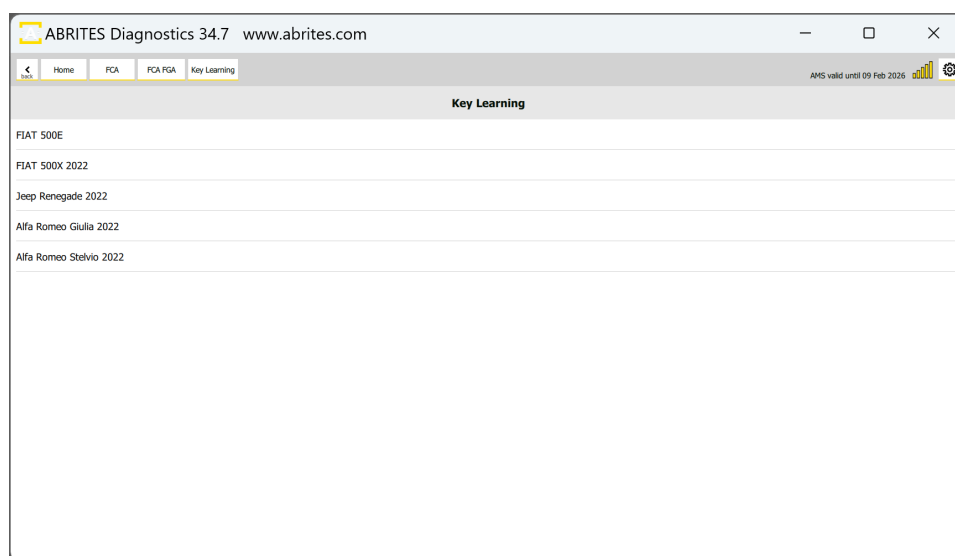 ABRITES Diagnostics 34.7 www.abrites.com
back Home FCA FCA FGA Key Learning AMS valid until 09 Feb 2026
Key Learning
FIAT 500E
FIAT 500X 2022
Jeep Renegade 2022
Alfa Romeo Giulia 2022
Alfa Romeo Stelvio 2022